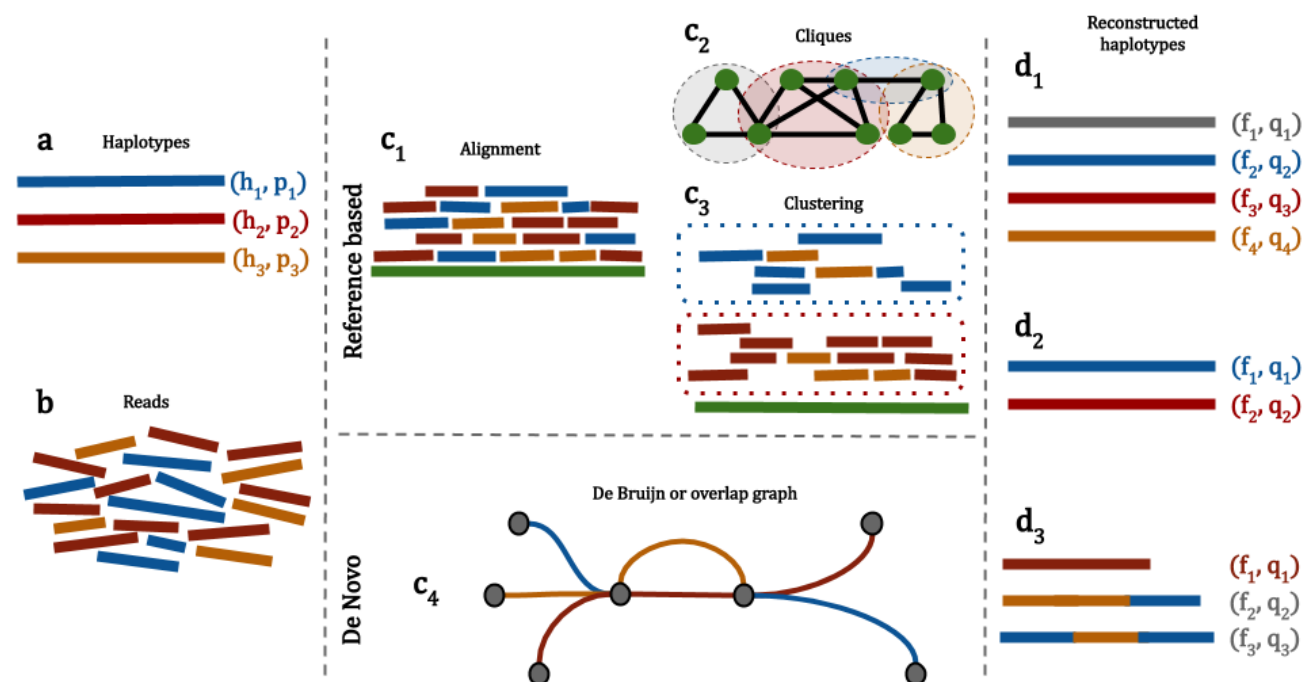 a
Haplotypes
(h₁, p₁)
(h₂, p₂)
(h₃, p₃)
b
Reads
Reference based
c₁
Alignment
c₂
Cliques
c₃
Clustering
De Novo
De Bruijn or overlap graph
c₄
Reconstructed
haplotypes
d₁
(f₁, q₁)
(f₂, q₂)
(f₃, q₃)
(f₄, q₄)
d₂
(f₁, q₁)
(f₂, q₂)
d₃
(f₁, q₁)
(f₂, q₂)
(f₃, q₃)